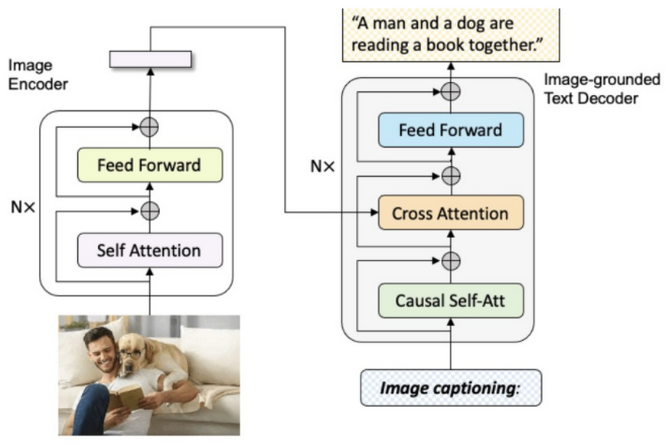 “A man and a dog are
reading a book together.”
Image
Encoder
Image-grounded
Text Decoder
Feed Forward
Feed Forward
N×
N×
Self Attention
Cross Attention
Causal Self-Att
Image captioning: